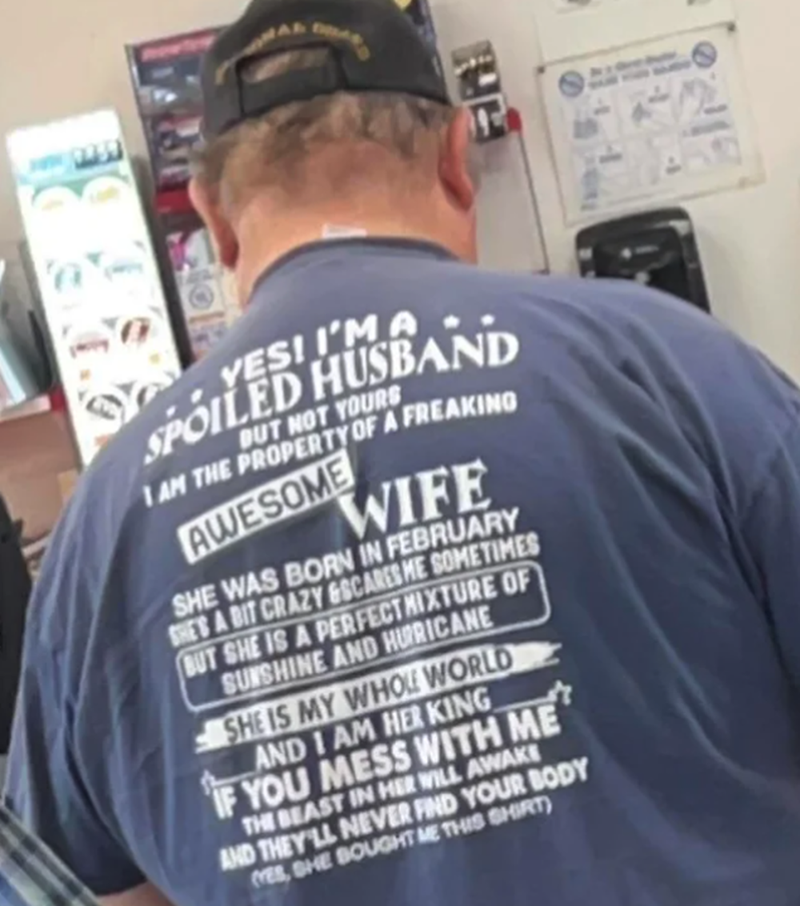 YES! I'M A
SPOILED HUSBAND
BUT NOT YOURS
I AM THE PROPERTY OF A FREAKING
AWESOME
WIFE
SHE WAS BORN IN FEBRUARY
SHE'S A BIT CRAZY & SCARES ME SOMETIMES
BUT SHE IS A PERFECT MIXTURE OF
SUNSHINE AND HURRICANE
SHE IS MY WHOLE WORLD
AND I AM HER KING
IF YOU MESS WITH ME
THE BEAST IN HER WILL AWAKE
AND THEY'LL NEVER FIND YOUR BODY
(YES, SHE BOUGHT ME THIS SHIRT)